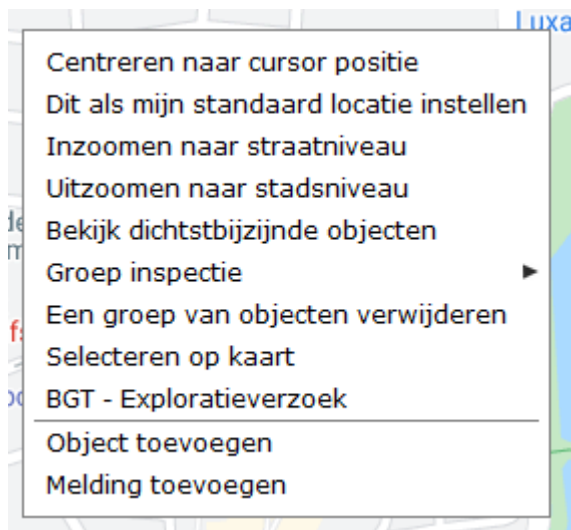 Luxa
Centreren naar cursor positie
Dit als mijn standaard locatie instellen
Inzoomen naar straatniveau
Uitzoomen naar stadsniveau
Bekijk dichtstbijzijnde objecten
Groep inspectie
Een groep van objecten verwijderen
Selecteren op kaart
BGT - Exploratieverzoek
Object toevoegen
Melding toevoegen